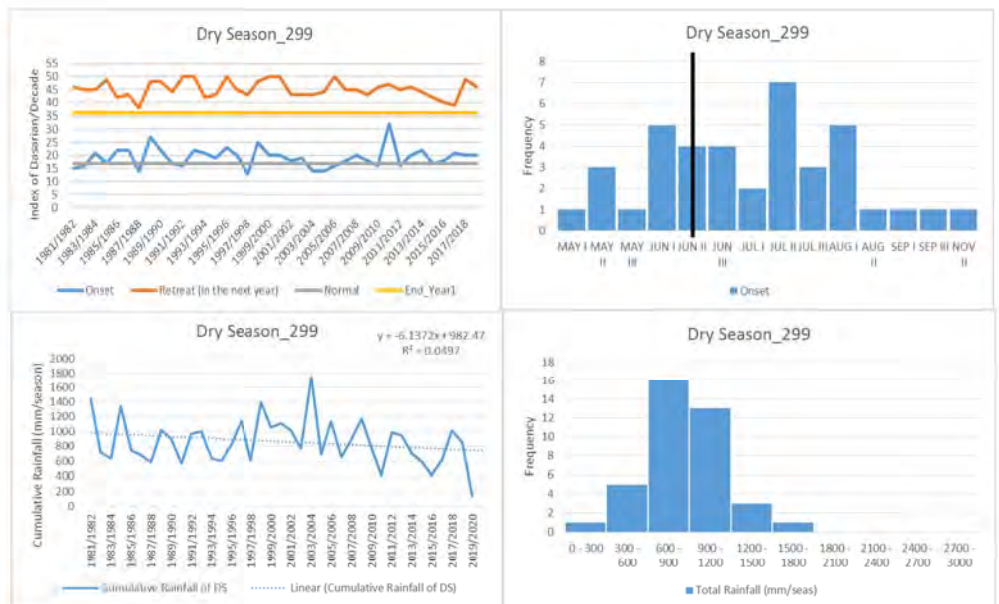 Dry Season_299
Index of Dasarian/Decade
55
50
45
40
35
30
25
20
15
10
5
0
1981/1982
1983/1984
1985/1986
1987/1988
1989/1990
1991/1992
1993/1994
1995/1996
1997/1998
1999/2000
2001/2002
2003/2004
2005/2006
2007/2008
2009/2010
2011/2012
2013/2014
2015/2016
2017/2018
Onset
Retreat (in the next year)
Normal
End_Year1
Dry Season_299
Frequency
8
7
6
5
4
3
2
1
0
MAY I
MAY II
MAY III
JUN I
JUN II
JUN III
JUL I
JUL II
JUL III
AUG I
AUG II
SEP I
SEP III
NOV II
Onset
Dry Season_299
y = -6.1372x + 982.47
R² = 0.0497
Cumulative Rainfall (mm/season)
2000
1800
1600
1400
1200
1000
800
600
400
200
0
1981/1982
1983/1984
1985/1986
1987/1988
1989/1990
1991/1992
1993/1994
1995/1996
1997/1998
1999/2000
2001/2002
2003/2004
2005/2006
2007/2008
2009/2010
2011/2012
2013/2014
2015/2016
2017/2018
2019/2020
Cumulative Rainfall of DS
Linear (Cumulative Rainfall of DS)
Dry Season_299
Frequency
18
16
14
12
10
8
6
4
2
0
0 - 300
300 - 600
600 - 900
900 - 1200
1200 - 1500
1500 - 1800
1800 - 2100
2100 - 2400
2400 - 2700
2700 - 3000
Total Rainfall (mm/seas)